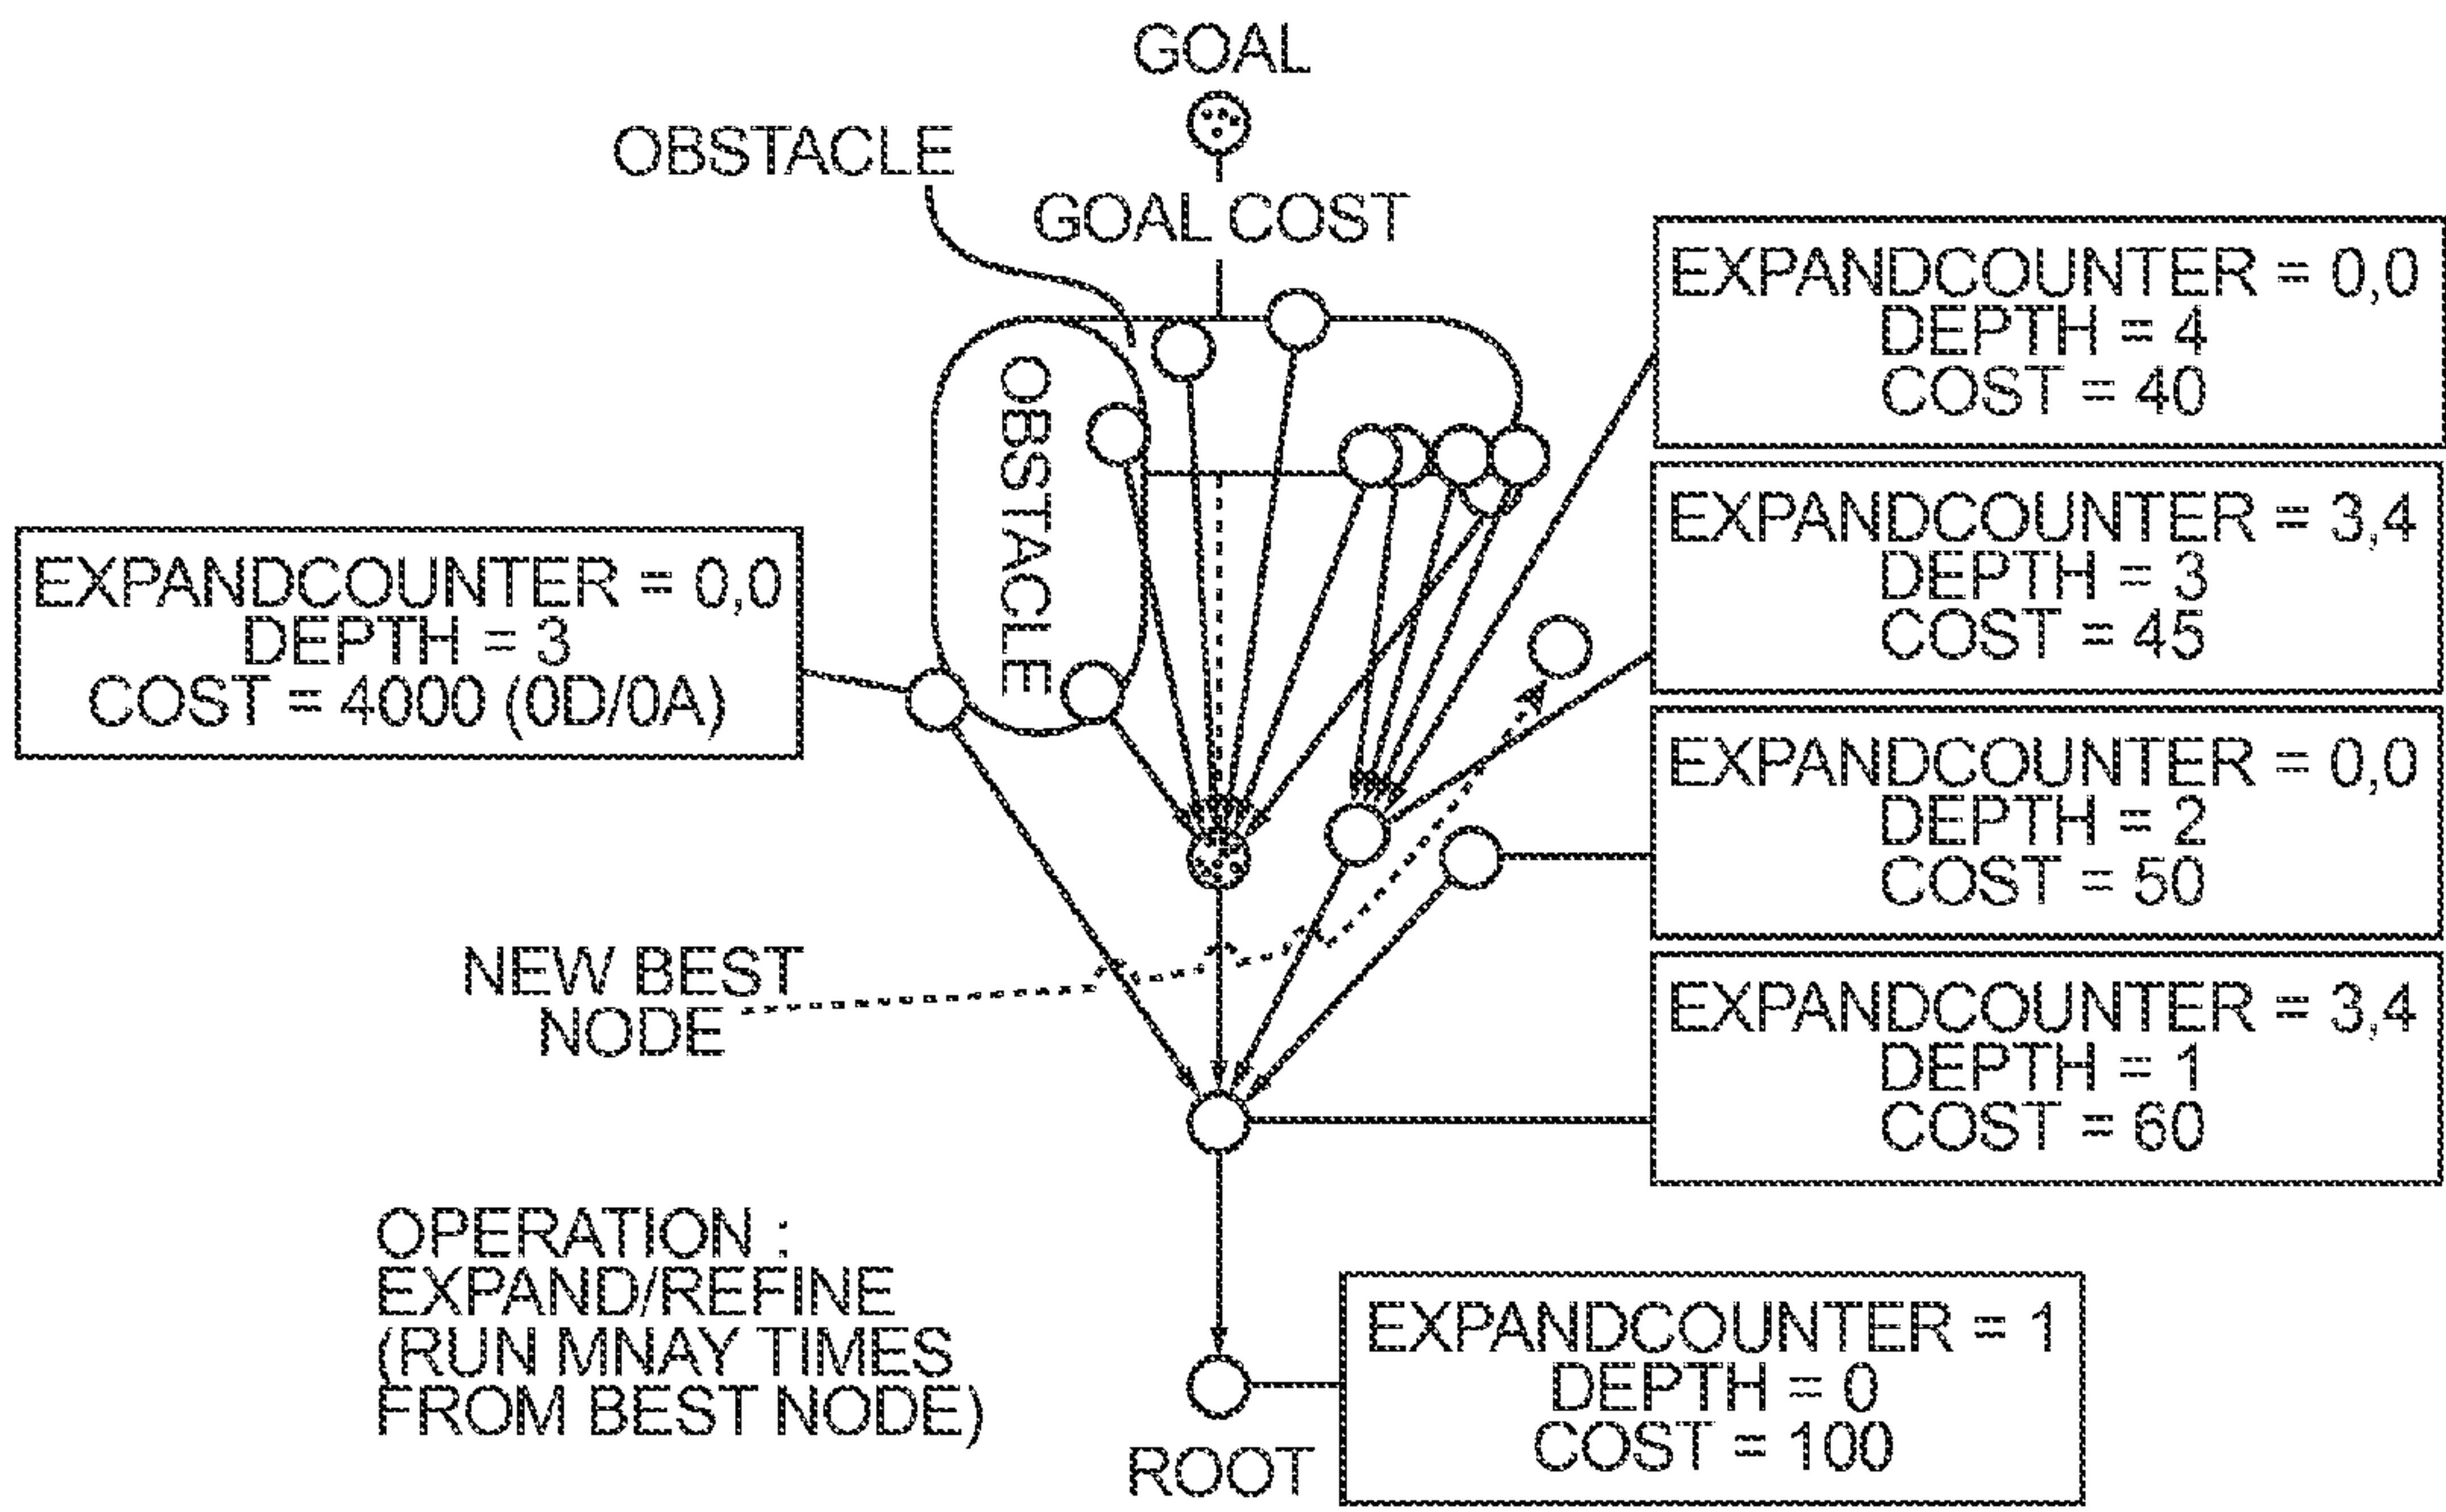 GOAL
OBSTACLE
GOAL COST
OBSTACLE
EXPANDCOUNTER = 0,0
DEPTH = 4
COST = 40
EXPANDCOUNTER = 3,4
DEPTH = 3
COST = 45
EXPANDCOUNTER = 0,0
DEPTH = 3
COST = 4000 (0D/0A)
EXPANDCOUNTER = 0,0
DEPTH = 2
COST = 50
NEW BEST
NODE
EXPANDCOUNTER = 3,4
DEPTH = 1
COST = 60
OPERATION :
EXPAND/REFINE
(RUN MNAY TIMES
FROM BEST NODE)
EXPANDCOUNTER = 1
DEPTH = 0
COST = 100
ROOT